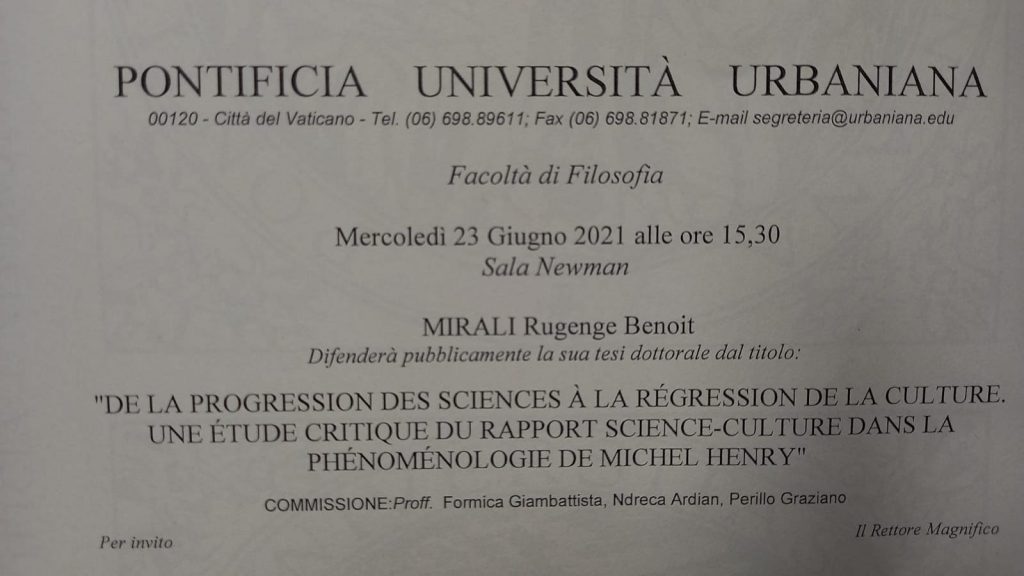 PONTIFICIA UNIVERSITÀ URBANIANA
00120 - Città del Vaticano - Tel. (06) 698.89611; Fax (06) 698.81871; E-mail segreteria@urbaniana.edu
Facoltà di Filosofia
Mercoledì 23 Giugno 2021 alle ore 15,30
Sala Newman
MIRALI Rugenge Benoit
Difenderà pubblicamente la sua tesi dottorale dal titolo:
"DE LA PROGRESSION DES SCIENCES À LA RÉGRESSION DE LA CULTURE.
UNE ÉTUDE CRITIQUE DU RAPPORT SCIENCE-CULTURE DANS LA
PHÉNOMÉNOLOGIE DE MICHEL HENRY"
COMMISSIONE:Proff. Formica Giambattista, Ndreca Ardian, Perillo Graziano
Per invito
Il Rettore Magnifico